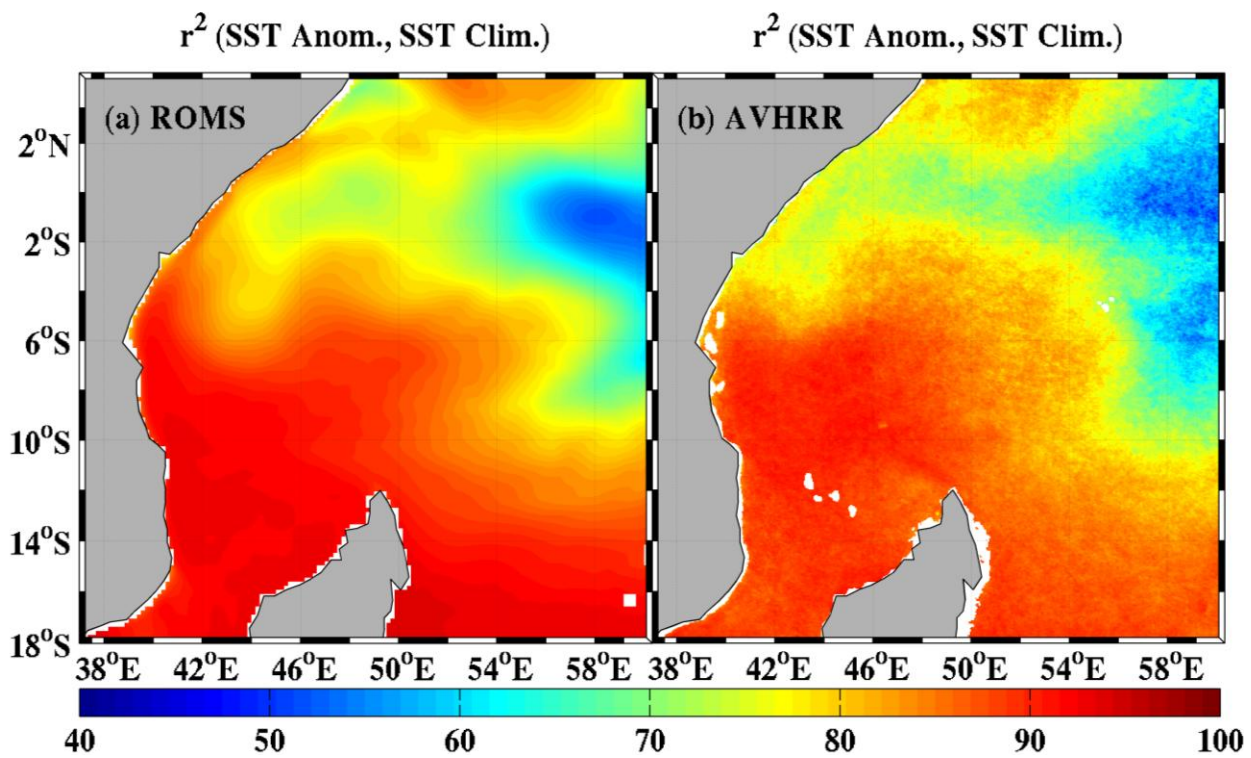 r² (SST Anom., SST Clim.)
r² (SST Anom., SST Clim.)
(a) ROMS
(b) AVHRR
2°N
2°S
6°S
10°S
14°S
18°S
38°E 42°E 46°E 50°E 54°E 58°E
38°E 42°E 46°E 50°E 54°E 58°E
40 50 60 70 80 90 100